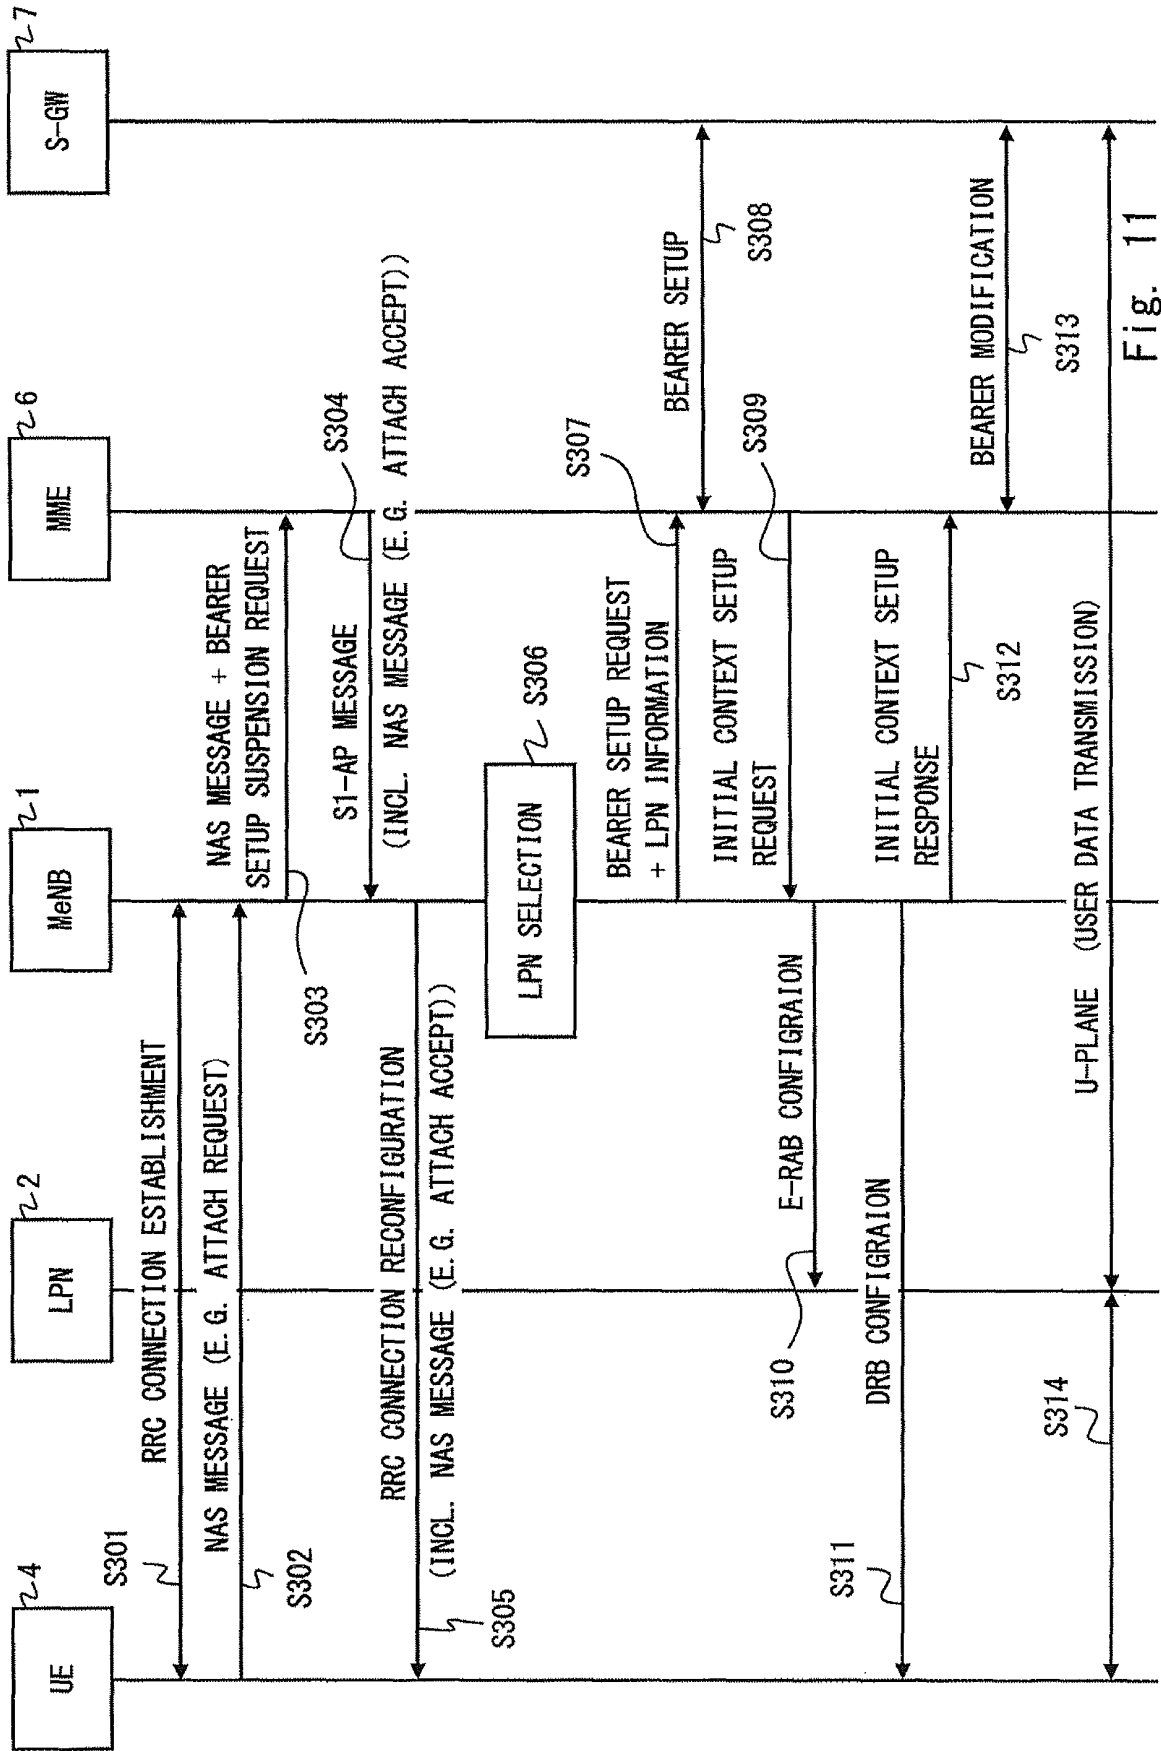 UE
4
LPN
2
MeNB
1
MME
6
S-GW
7
RRC CONNECTION ESTABLISHMENT
S301
NAS MESSAGE (E.G. ATTACH REQUEST)
S302
NAS MESSAGE + BEARER
SETUP SUSPENSION REQUEST
S303
S304
S1-AP MESSAGE
(INCL. NAS MESSAGE (E.G. ATTACH ACCEPT))
RRC CONNECTION RECONFIGURATION
(INCL. NAS MESSAGE (E.G. ATTACH ACCEPT))
S305
LPN SELECTION
S306
BEARER SETUP REQUEST
+ LPN INFORMATION
S307
BEARER SETUP
S308
INITIAL CONTEXT SETUP
REQUEST
S309
E-RAB CONFIGRAION
S310
DRB CONFIGRAION
S311
INITIAL CONTEXT SETUP
RESPONSE
S312
BEARER MODIFICATION
S313
U-PLANE (USER DATA TRANSMISSION)
S314
Fig. 11